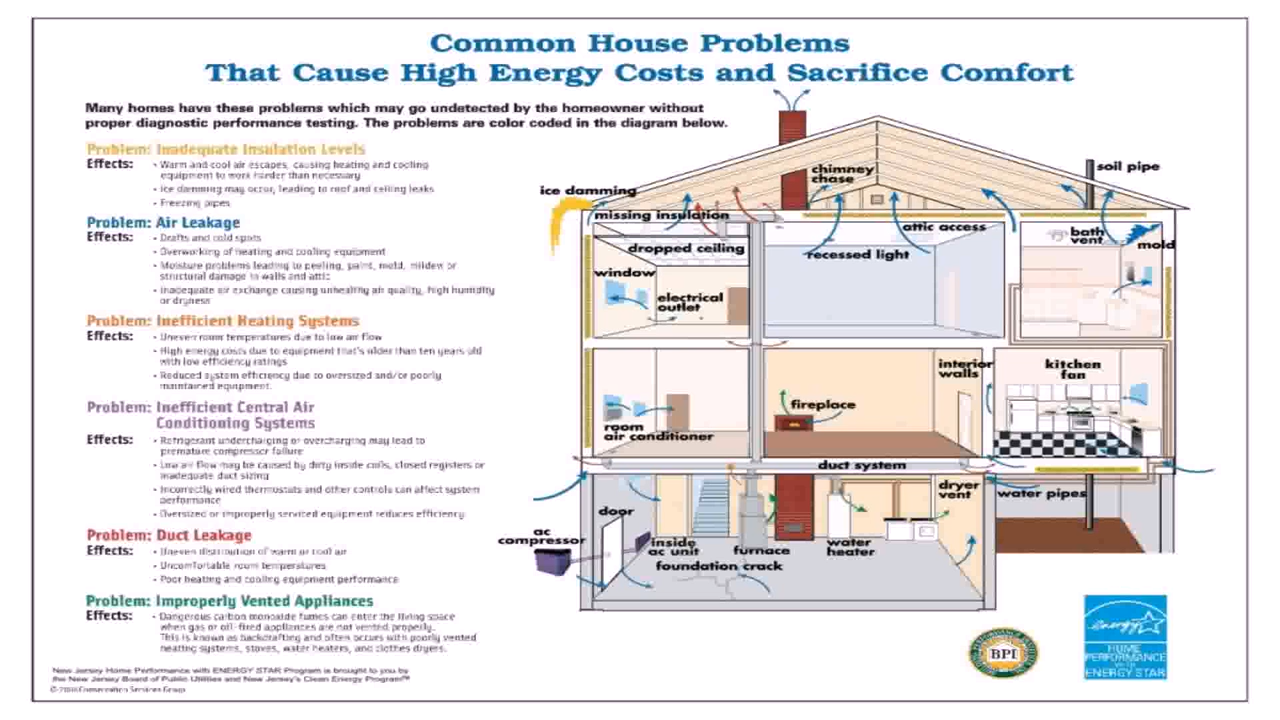 Common House Problems
That Cause High Energy Costs and Sacrifice Comfort
Many homes have these problems which may go undetected by the homeowner without
proper diagnostic performance testing. The problems are color coded in the diagram below.
Problem: Inadequate Insulation Levels
Effects: • Warm and cool air escapes, causing heating and cooling
equipment to work harder than necessary
• Ice damming may occur, leading to roof and ceiling leaks
• Freezing pipes
Problem: Air Leakage
Effects: • Drafts and cold spots
• Overworking of heating and cooling equipment
• Moisture problems leading to peeling, paint, mold, mildew or
structural damage to walls and attic
• Inadequate air exchange causing unhealthy air quality, high humidity
or dryness
Problem: Inefficient Heating Systems
Effects: • Uneven room temperatures due to low air flow
• High energy costs due to equipment that's older than ten years old
with low efficiency ratings
• Reduced system efficiency due to oversized and/or poorly
maintained equipment.
Problem: Inefficient Central Air
Conditioning Systems
Effects: • Refrigerant undercharging or overcharging may lead to
premature compressor failure
• Low air flow may be caused by dirty inside coils, closed registers or
inadequate duct sizing
• Incorrectly wired thermostats and other controls can affect system
performance
• Oversized or improperly serviced equipment reduces efficiency
Problem: Duct Leakage
Effects: • Uneven distribution of warm or cool air
• Uncomfortable room temperatures
• Poor heating and cooling equipment performance
Problem: Improperly Vented Appliances
Effects: • Dangerous carbon monoxide fumes can enter the living space
when gas or oil-fired appliances are not vented properly.
This is known as backdrafting and often occurs with poorly vented
heating systems, stoves, water heaters, and clothes dryers.
New Jersey Home Performance with ENERGY STAR Program is brought to you by
the New Jersey Board of Public Utilities and New Jersey's Clean Energy Program™
Conservation Services Group
chimney
chase
soil pipe
ice damming
missing insulation
attic access
bath
vent
mold
dropped ceiling
recessed light
window
electrical
outlet
interior
walls
kitchen
fan
fireplace
room
air conditioner
duct system
dryer
vent
water pipes
door
ac
compressor
inside
ac unit
furnace
water
heater
foundation crack
BPI
energy
HOME
PERFORMANCE
WITH
ENERGY STAR